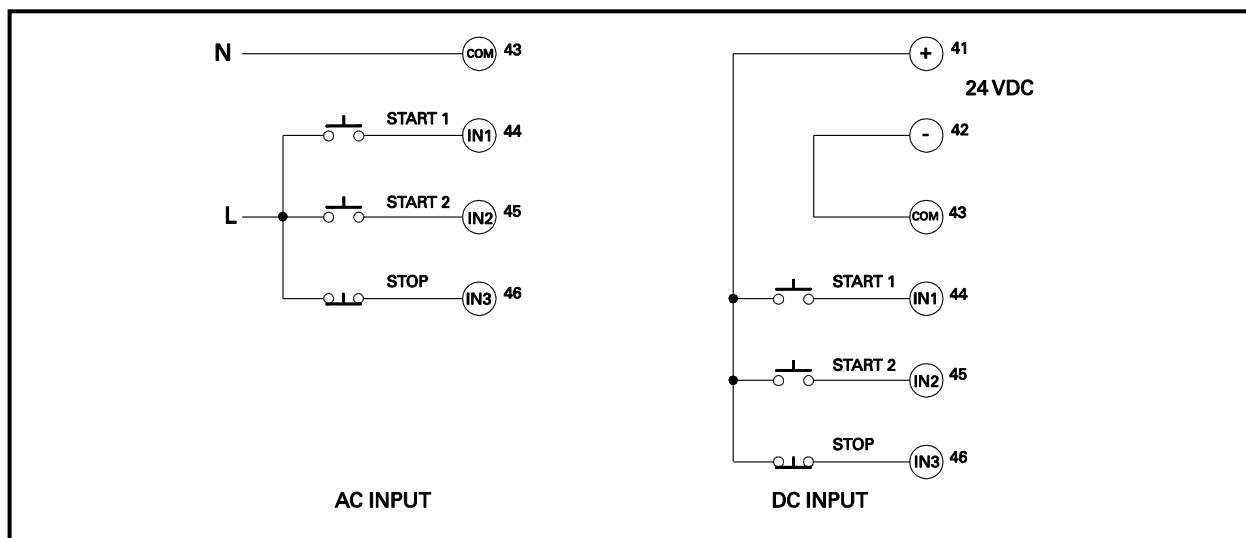 N COM 43
START 1 IN1 44
L START 2 IN2 45
STOP IN3 46
AC INPUT
+ 41
24 VDC
- 42
COM 43
START 1 IN1 44
START 2 IN2 45
STOP IN3 46
DC INPUT